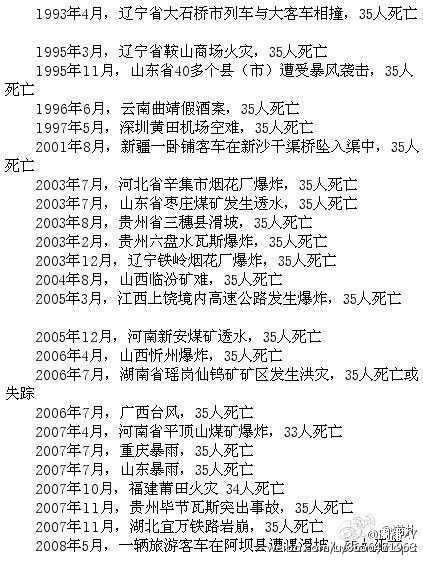 1993年4月，辽宁省大石桥市列车与大客车相撞，35人死亡
1995年3月，辽宁省鞍山商场火灾，35人死亡
1995年11月，山东省40多个县（市）遭受暴风袭击，35人
死亡
1996年6月，云南曲靖假酒案，35人死亡
1997年5月，深圳黄田机场空难，35人死亡
2001年8月，新疆一卧铺客车在新沙干渠桥坠入渠中，35人
死亡
2003年7月，河北省辛集市烟花厂爆炸，35人死亡
2003年7月，山东省枣庄煤矿发生透水，35人死亡
2003年8月，贵州省三穗县滑坡，35人死亡
2003年2月，贵州六盘水瓦斯爆炸，35人死亡
2003年12月，辽宁铁岭烟花厂爆炸，35人死亡
2004年8月，山西临汾矿难，35人死亡
2005年3月，江西上饶境内高速公路发生爆炸，35人死亡
2005年12月，河南新安煤矿透水，35人死亡
2006年4月，山西忻州爆炸，35人死亡
2006年7月，湖南省瑶岗仙钨矿矿区发生洪灾，35人死亡或
失踪
2006年7月，广西台风，35人死亡
2007年4月，河南省平顶山煤矿爆炸，33人死亡
2007年7月，重庆暴雨，35人死亡
2007年7月，山东暴雨，35人死亡
2007年10月，福建莆田火灾 34人死亡
2007年11月，贵州毕节瓦斯突出事故，35人死亡
2007年11月，湖北宜万铁路岩崩，35人死亡
2008年5月，一辆旅游客车在阿坝县遭遇滑坡，